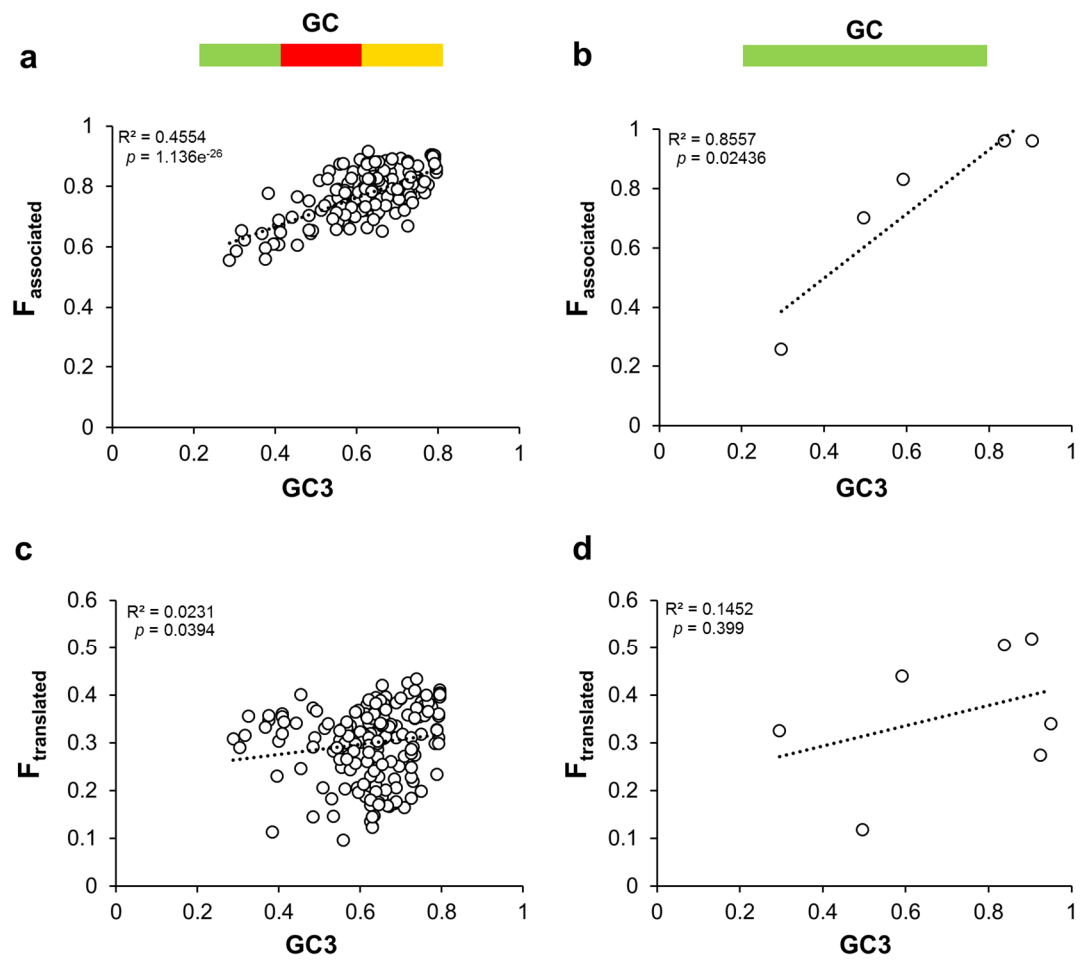 GC
a
R² = 0.4554
p = 1.136e-26
1
0.8
0.6
0.4
0.2
0
Fassociated
0 0.2 0.4 0.6 0.8 1
GC3
GC
b
R² = 0.8557
p = 0.02436
1
0.8
0.6
0.4
0.2
0
Fassociated
0 0.2 0.4 0.6 0.8 1
GC3
c
R² = 0.0231
p = 0.0394
0.6
0.5
0.4
0.3
0.2
0.1
0
Ftranslated
0 0.2 0.4 0.6 0.8 1
GC3
d
R² = 0.1452
p = 0.399
0.6
0.5
0.4
0.3
0.2
0.1
0
Ftranslated
0 0.2 0.4 0.6 0.8 1
GC3